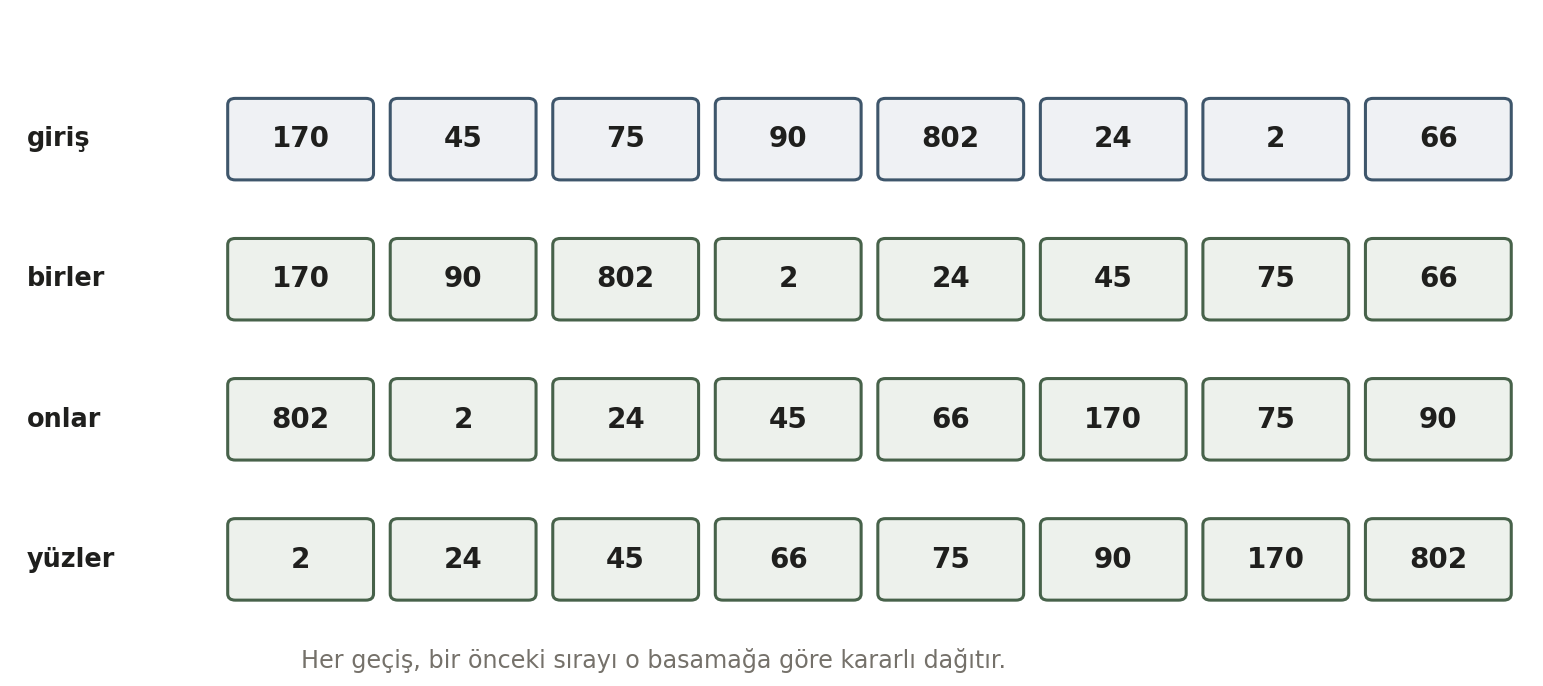 giriş 170 45 75 90 802 24 2 66
birler 170 90 802 2 24 45 75 66
onlar 802 2 24 45 66 170 75 90
yüzler 2 24 45 66 75 90 170 802
Her geçiş, bir önceki sırayı o basamağa göre kararlı dağıtır.